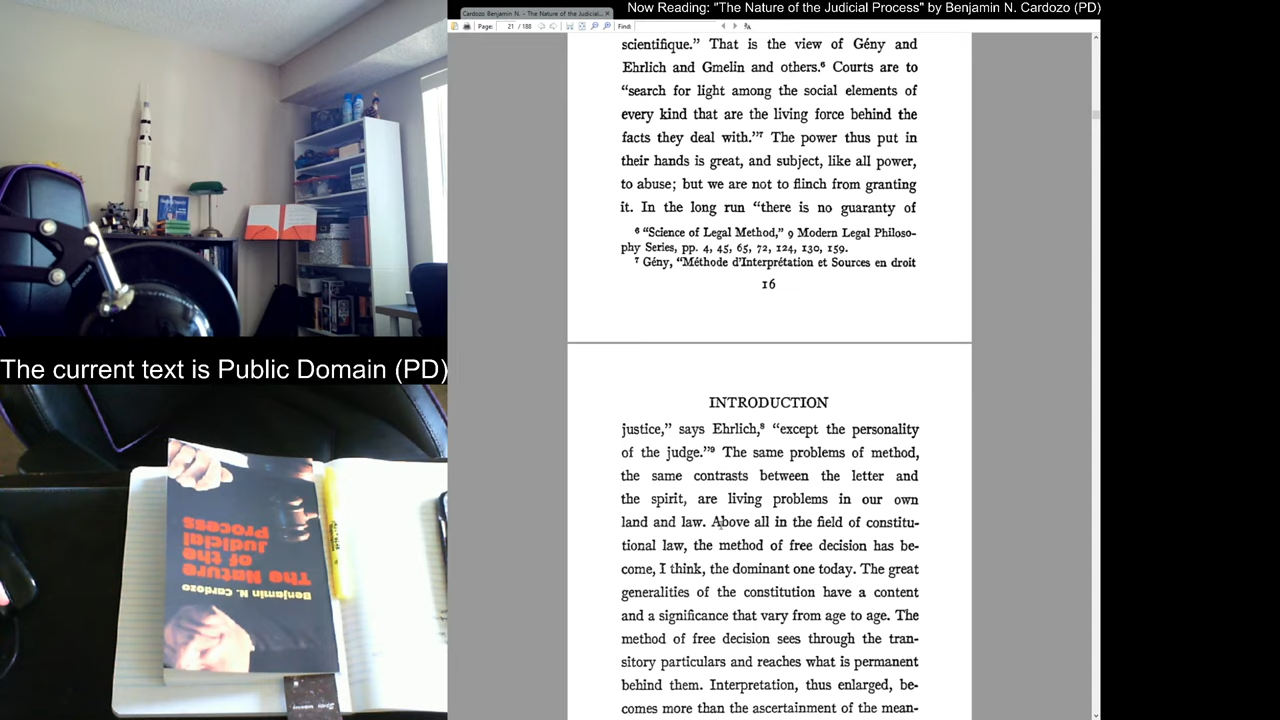 Now Reading: "The Nature of the Judicial Process" by Benjamin N. Cardozo (PD)
Cardozo Benjamin N. - The Nature of the Judicial...
Page: 21 / 188 Find:
scientifique.” That is the view of Gény and
Ehrlich and Gmelin and others.⁶ Courts are to
“search for light among the social elements of
every kind that are the living force behind the
facts they deal with.”⁷ The power thus put in
their hands is great, and subject, like all power,
to abuse; but we are not to flinch from granting
it. In the long run “there is no guaranty of
⁶ “Science of Legal Method,” 9 Modern Legal Philoso-
phy Series, pp. 4, 45, 65, 72, 124, 130, 159.
⁷ Gény, “Méthode d'Interprétation et Sources en droit
16
INTRODUCTION
justice,” says Ehrlich,⁸ “except the personality
of the judge.”⁹ The same problems of method,
the same contrasts between the letter and
the spirit, are living problems in our own
land and law. Above all in the field of constitu-
tional law, the method of free decision has be-
come, I think, the dominant one today. The great
generalities of the constitution have a content
and a significance that vary from age to age. The
method of free decision sees through the tran-
sitory particulars and reaches what is permanent
behind them. Interpretation, thus enlarged, be-
comes more than the ascertainment of the mean-
The current text is Public Domain (PD)
Benjamin N. Cardozo
The Nature
of the
Judicial
Process